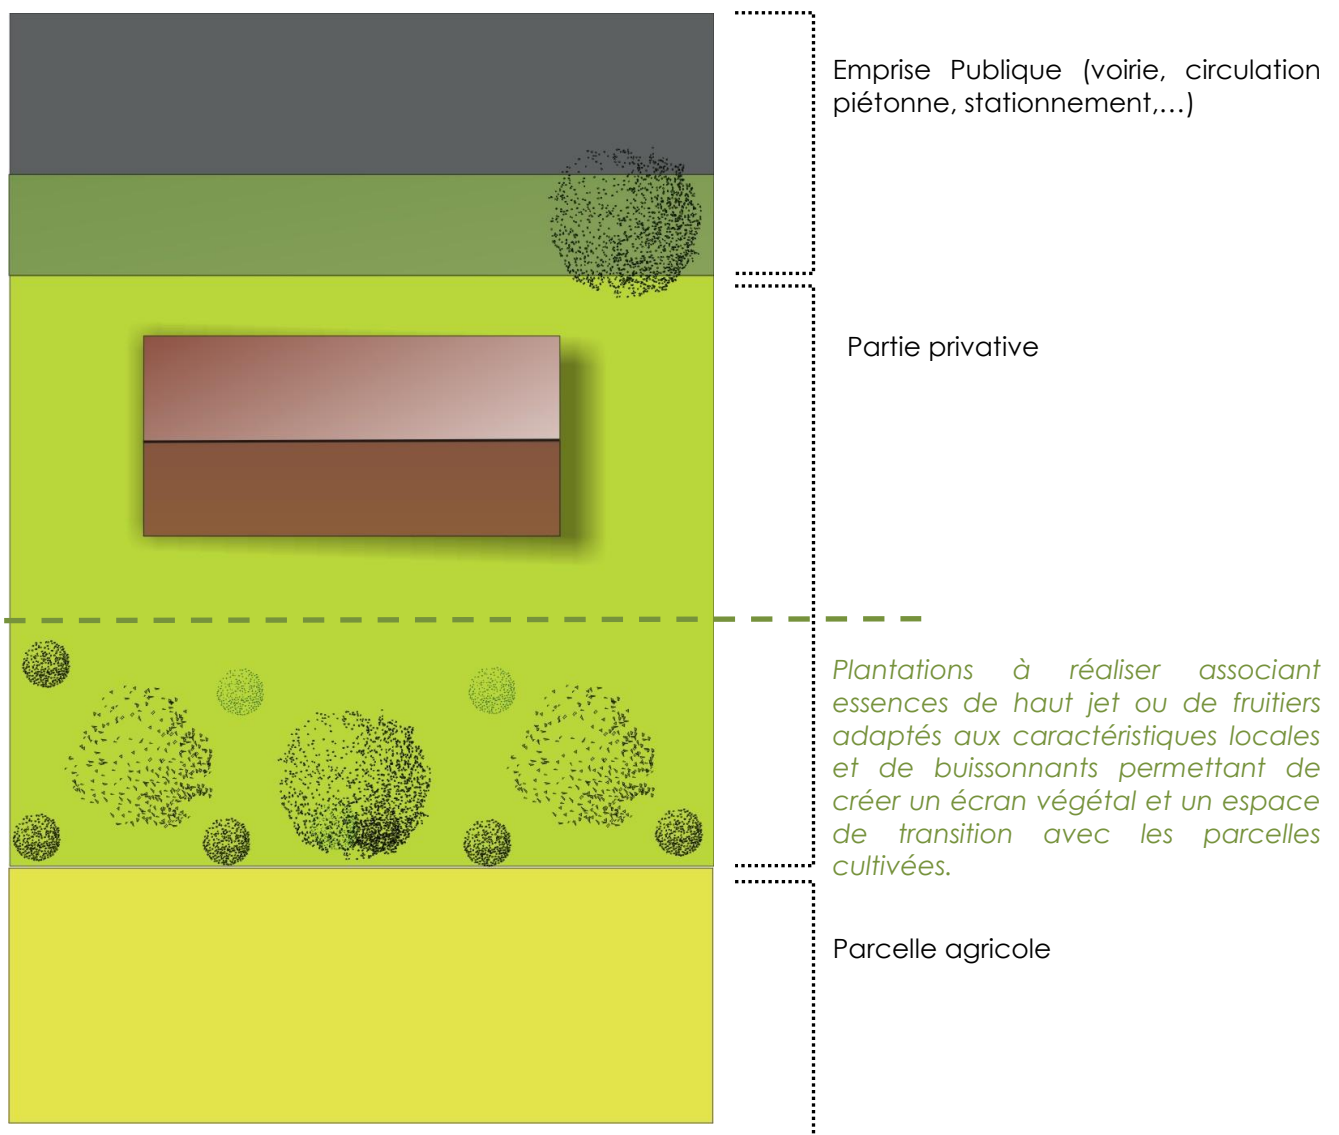 Emprise Publique (voirie, circulation
piétonne, stationnement,...)
Partie privative
Plantations à réaliser associant
essences de haut jet ou de fruitiers
adaptés aux caractéristiques locales
et de buissonnants permettant de
créer un écran végétal et un espace
de transition avec les parcelles
cultivées.
Parcelle agricole